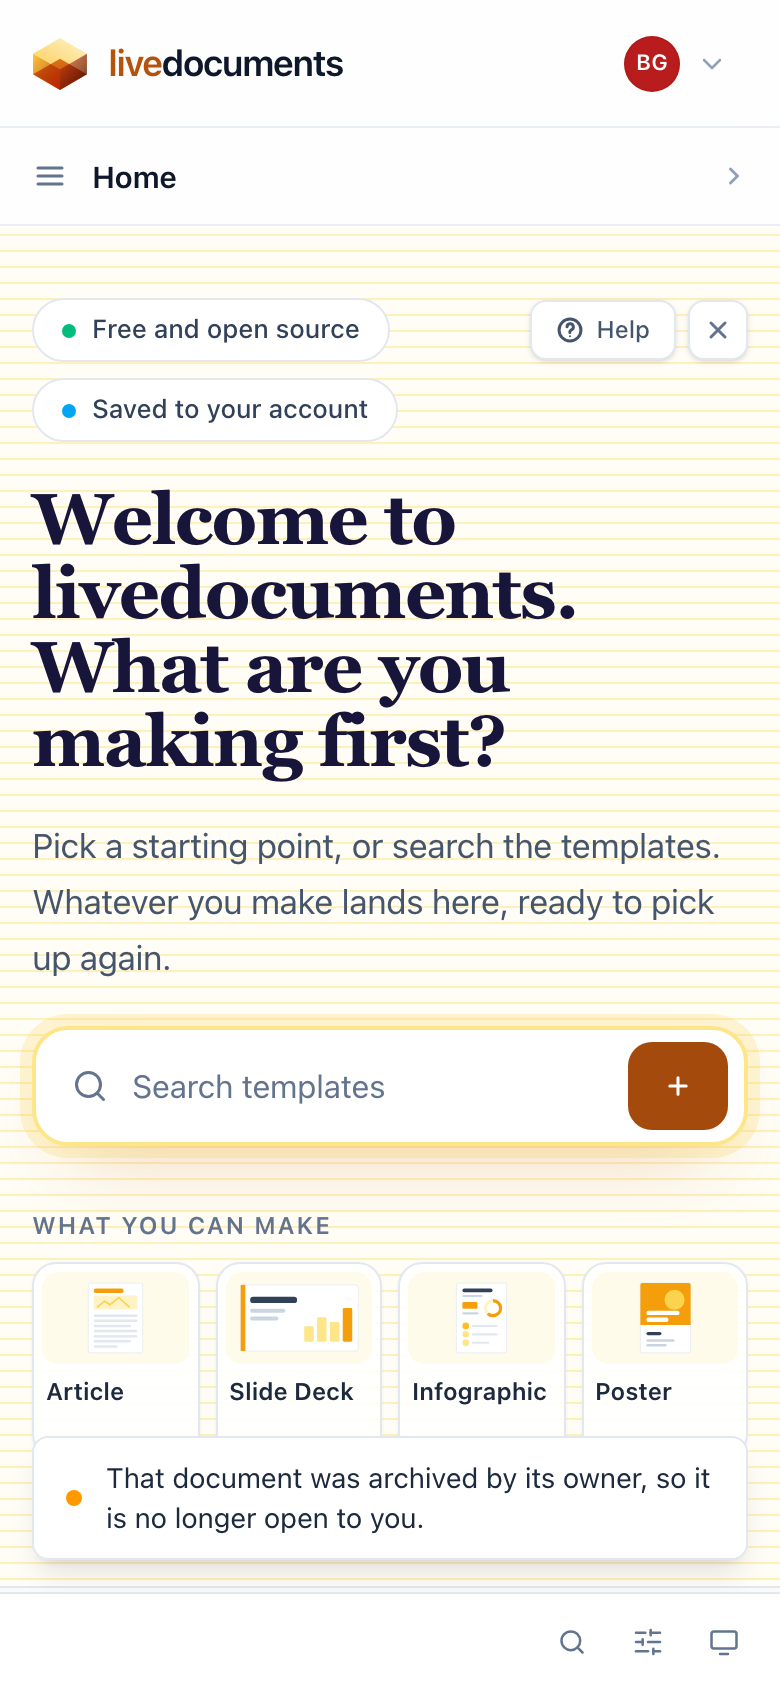 livedocuments
BG
Home
Free and open source
Help
Saved to your account
Welcome to
livedocuments.
What are you
making first?
Pick a starting point, or search the templates.
Whatever you make lands here, ready to pick
up again.
Search templates
WHAT YOU CAN MAKE
Article
Slide Deck
Infographic
Poster
That document was archived by its owner, so it
is no longer open to you.